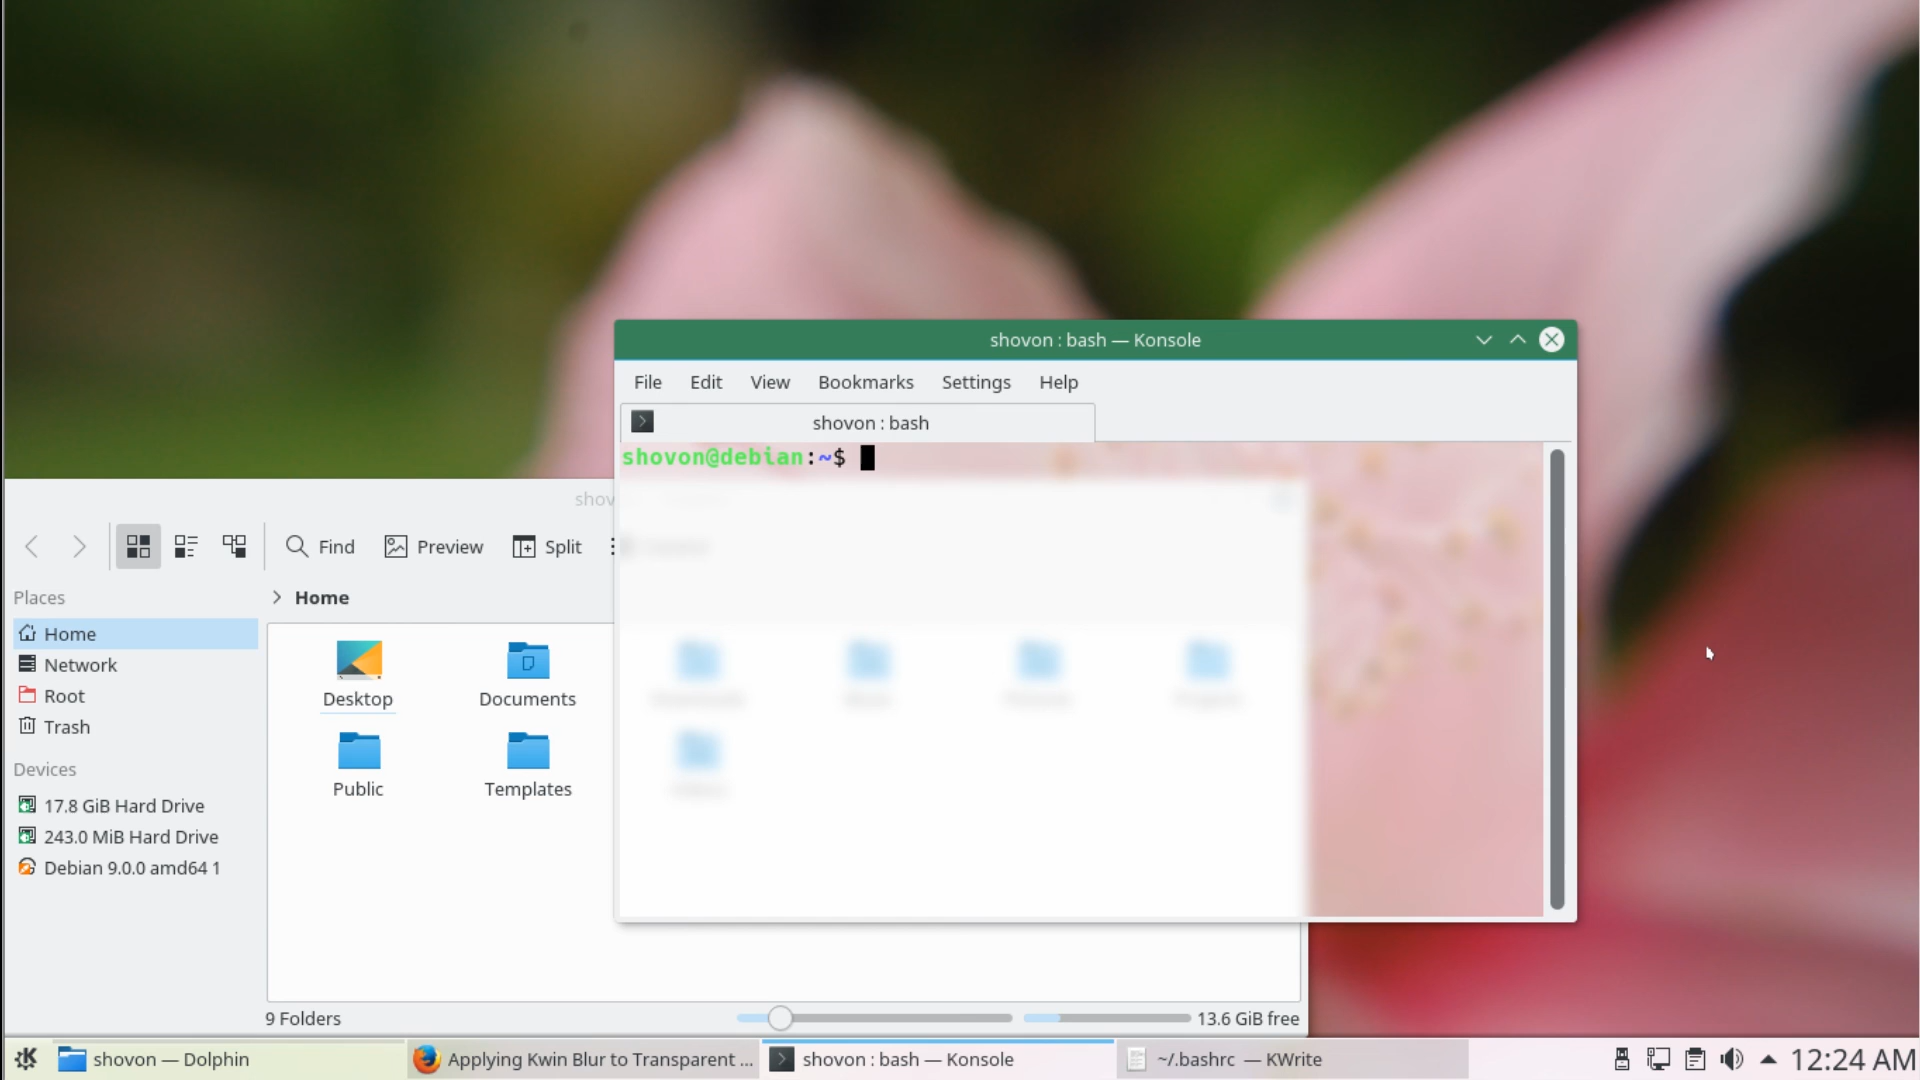 shovon : bash — Konsole
File Edit View Bookmarks Settings Help
shovon : bash
shovon@debian:~$
shov
Find Preview Split
Places
> Home
Home
Network
Root
Trash
Desktop Documents
Public Templates
Devices
17.8 GiB Hard Drive
243.0 MiB Hard Drive
Debian 9.0.0 amd64 1
9 Folders
13.6 GiB free
shovon — Dolphin
Applying Kwin Blur to Transparent ...
shovon : bash — Konsole
~/.bashrc — KWrite
12:24 AM